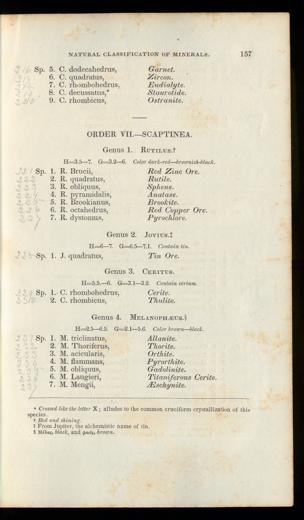 NATURAL CLASSIFICATION OF MINERALS. 157
Sp. 5. C. dodecahedrus, Garnet.
6. C. quadratus, Zircon.
7. C. rhombohedrus, Eudialyte.
8. C. decussatus,* Staurotide.
9. C. rhombicus, Ostranite.
ORDER VII.—SCAPTINEA.
Genus 1. RUTILUS.†
H=3.5—7. G=3.2—6. Color dark-red—brownish-black.
Sp. 1. R. Brucii, Red Zinc Ore.
2. R. quadratus, Rutile.
3. R. obliquus, Sphene.
4. R. pyramidalis, Anatase.
5. R. Brookianus, Brookite.
6. R. octahedrus, Red Copper Ore.
7. R. dystomus, Pyrochlore.
Genus 2. JOVIUS.‡
H=6—7. G=6.5—7.1. Contain tin.
Sp. 1. J. quadratus, Tin Ore.
Genus 3. CERITUS.
H=5.5.—6. G=3.1—3.2. Contain cerium.
Sp. 1. C. rhombohedrus, Cerite.
2. C. rhombicus, Thulite.
Genus 4. MELANOPHÆUS.§
H=2.5—6.5. G=2.1—5.6. Color brown—black.
Sp. 1. M. triclinatus, Allanite.
2. M. Thoriferus, Thorite.
3. M. acicularis, Orthite.
4. M. flammans, Pyrorthite.
5. M. obliquus, Gadolinite.
6. M. Laugieri, Titaniferous Cerite.
7. M. Mengii, Æschynite.
* Crossed like the letter X; alludes to the common cruciform crystallization of this
species.
† Red and shining.
‡ From Jupiter, the alchemistic name of tin.
§ Μέλας, black, and φαιός, brown.